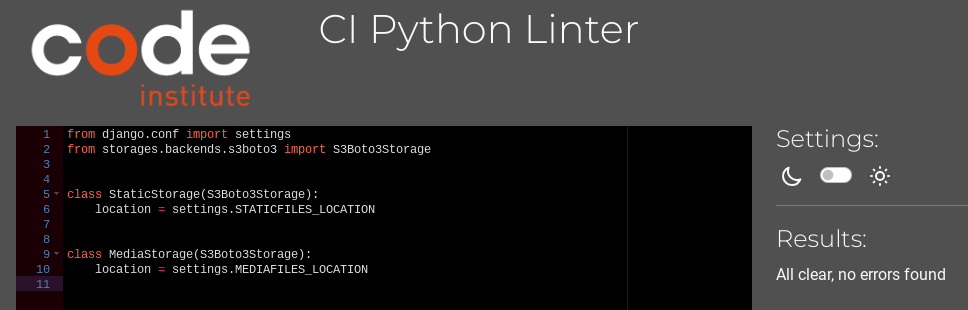 code
institute
CI Python Linter
1 from django.conf import settings
2 from storages.backends.s3boto3 import S3Boto3Storage
3
4
5 class StaticStorage(S3Boto3Storage):
6     location = settings.STATICFILES_LOCATION
7
8
9 class MediaStorage(S3Boto3Storage):
10     location = settings.MEDIAFILES_LOCATION
11
Settings:
Results:
All clear, no errors found